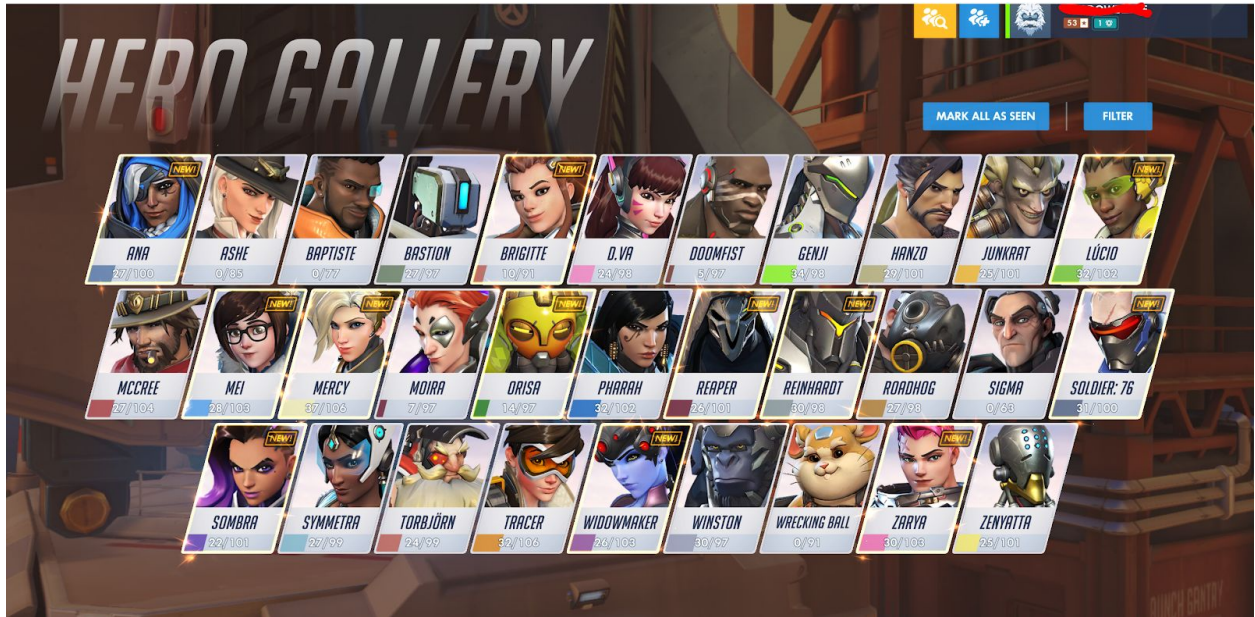 53 1
HERO GALLERY
MARK ALL AS SEEN FILTER
NEW! NEW! NEW!
ANA ASHE BAPTISTE BASTION BRIGITTE D.VA DOOMFIST GENJI HANZO JUNKRAT LÚCIO
27/100 0/85 0/77 27/97 10/91 24/98 5/97 34/98 29/101 25/101 32/102
NEW! NEW! NEW! NEW! NEW! NEW!
MCCREE MEI MERCY MOIRA ORISA PHARAH REAPER REINHARDT ROADHOG SIGMA SOLDIER: 76
27/104 28/103 37/106 7/97 14/97 32/102 26/101 30/98 27/98 0/63 31/100
NEW! NEW! NEW!
SOMBRA SYMMETRA TORBJÖRN TRACER WIDOWMAKER WINSTON WRECKING BALL ZARYA ZENYATTA
22/101 27/99 24/99 32/106 26/103 30/97 0/91 30/103 25/101
PUNCH GANTRY